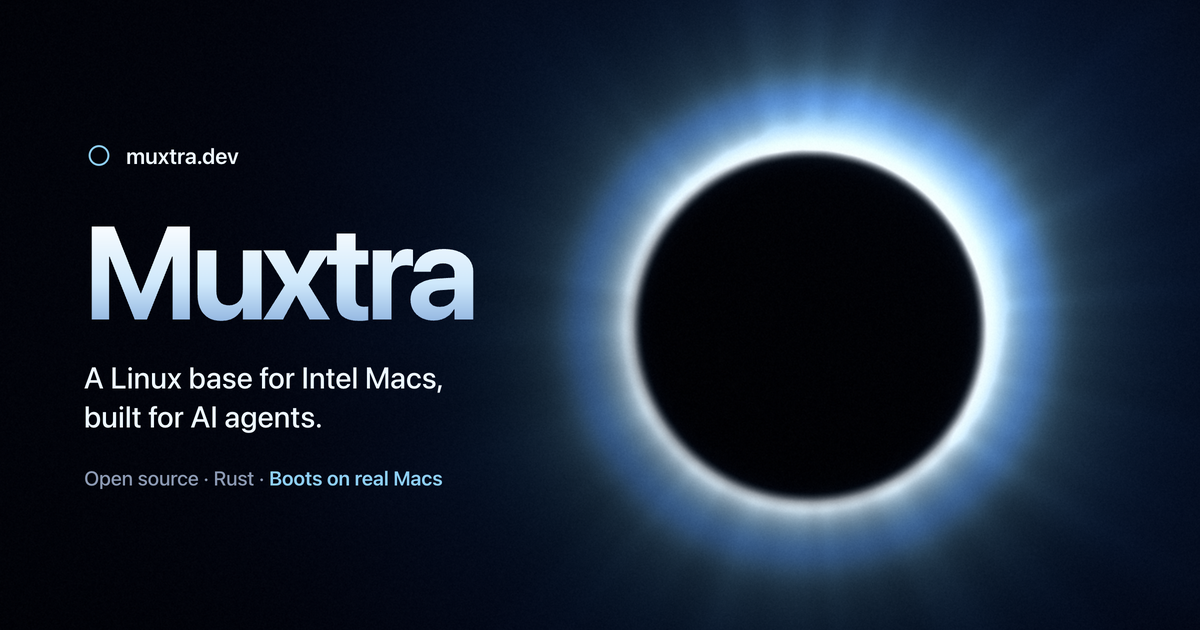 muxtra.dev
Muxtra
A Linux base for Intel Macs,
built for AI agents.
Open source · Rust · Boots on real Macs